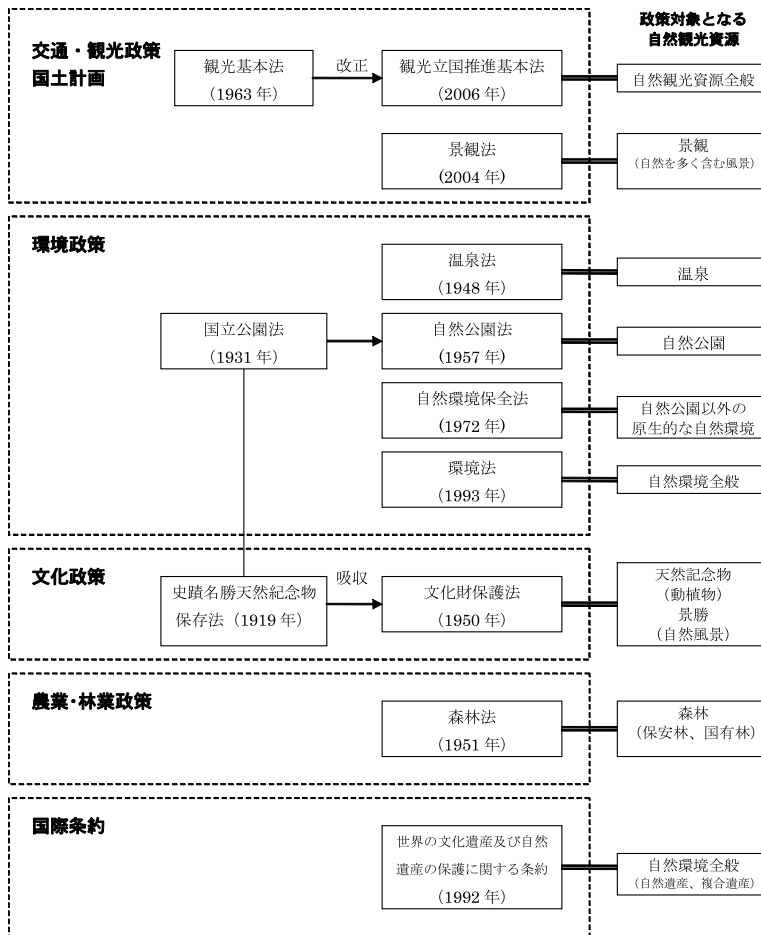 政策対象となる
自然観光資源
交通・観光政策
国土計画
観光基本法
（1963 年）
改正
観光立国推進基本法
（2006 年）
自然観光資源全般
景観法
（2004 年）
景観
（自然を多く含む風景）
環境政策
温泉法
（1948 年）
温泉
国立公園法
（1931 年）
自然公園法
（1957 年）
自然公園
自然環境保全法
（1972 年）
自然公園以外の
原生的な自然環境
環境法
（1993 年）
自然環境全般
文化政策
史蹟名勝天然紀念物
保存法（1919 年）
吸収
文化財保護法
（1950 年）
天然記念物
（動植物）
景勝
（自然風景）
農業・林業政策
森林法
（1951 年）
森林
（保安林、国有林）
国際条約
世界の文化遺産及び自然
遺産の保護に関する条約
（1992 年）
自然環境全般
（自然遺産、複合遺産）